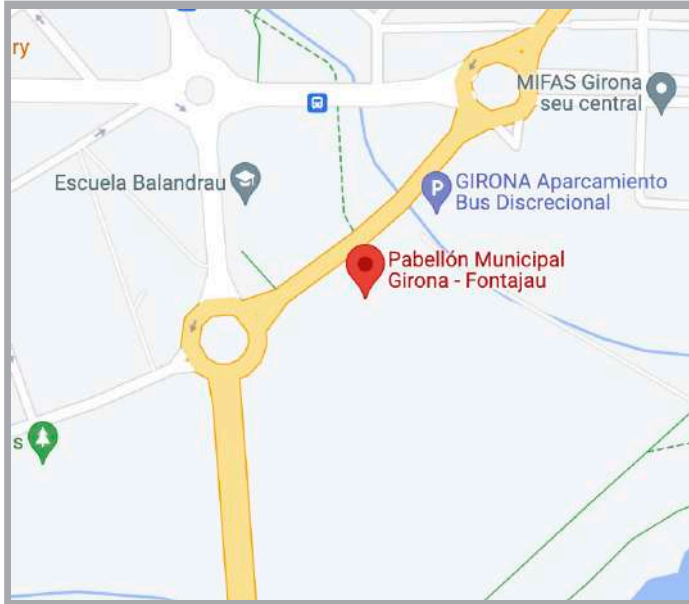 ry
MIFAS Girona
seu central
Escuela Balandrau
P
GIRONA Aparcamiento
Bus Discrecional
Pabellón Municipal
Girona - Fontajau
s